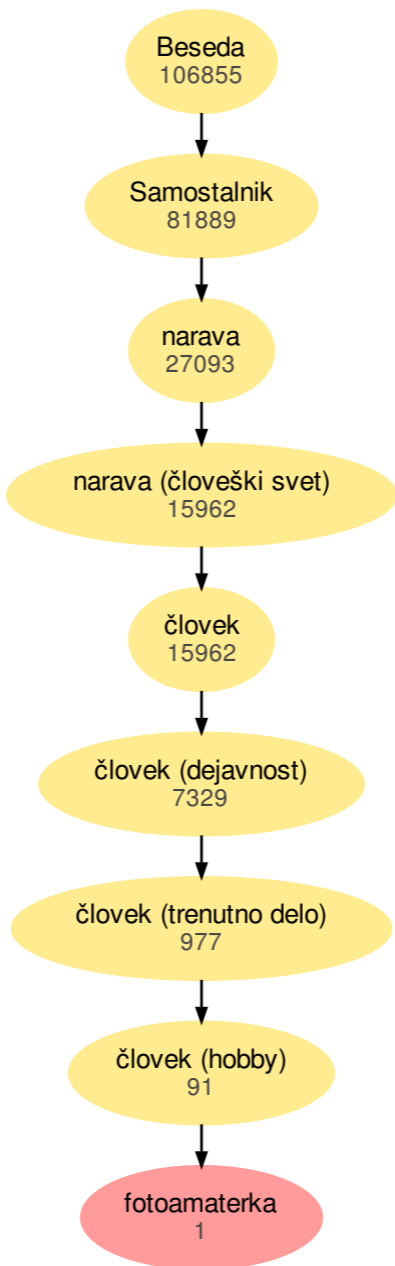 Beseda
106855
Samostalnik
81889
narava
27093
narava (človeški svet)
15962
človek
15962
človek (dejavnost)
7329
človek (trenutno delo)
977
človek (hobby)
91
fotoamaterka
1